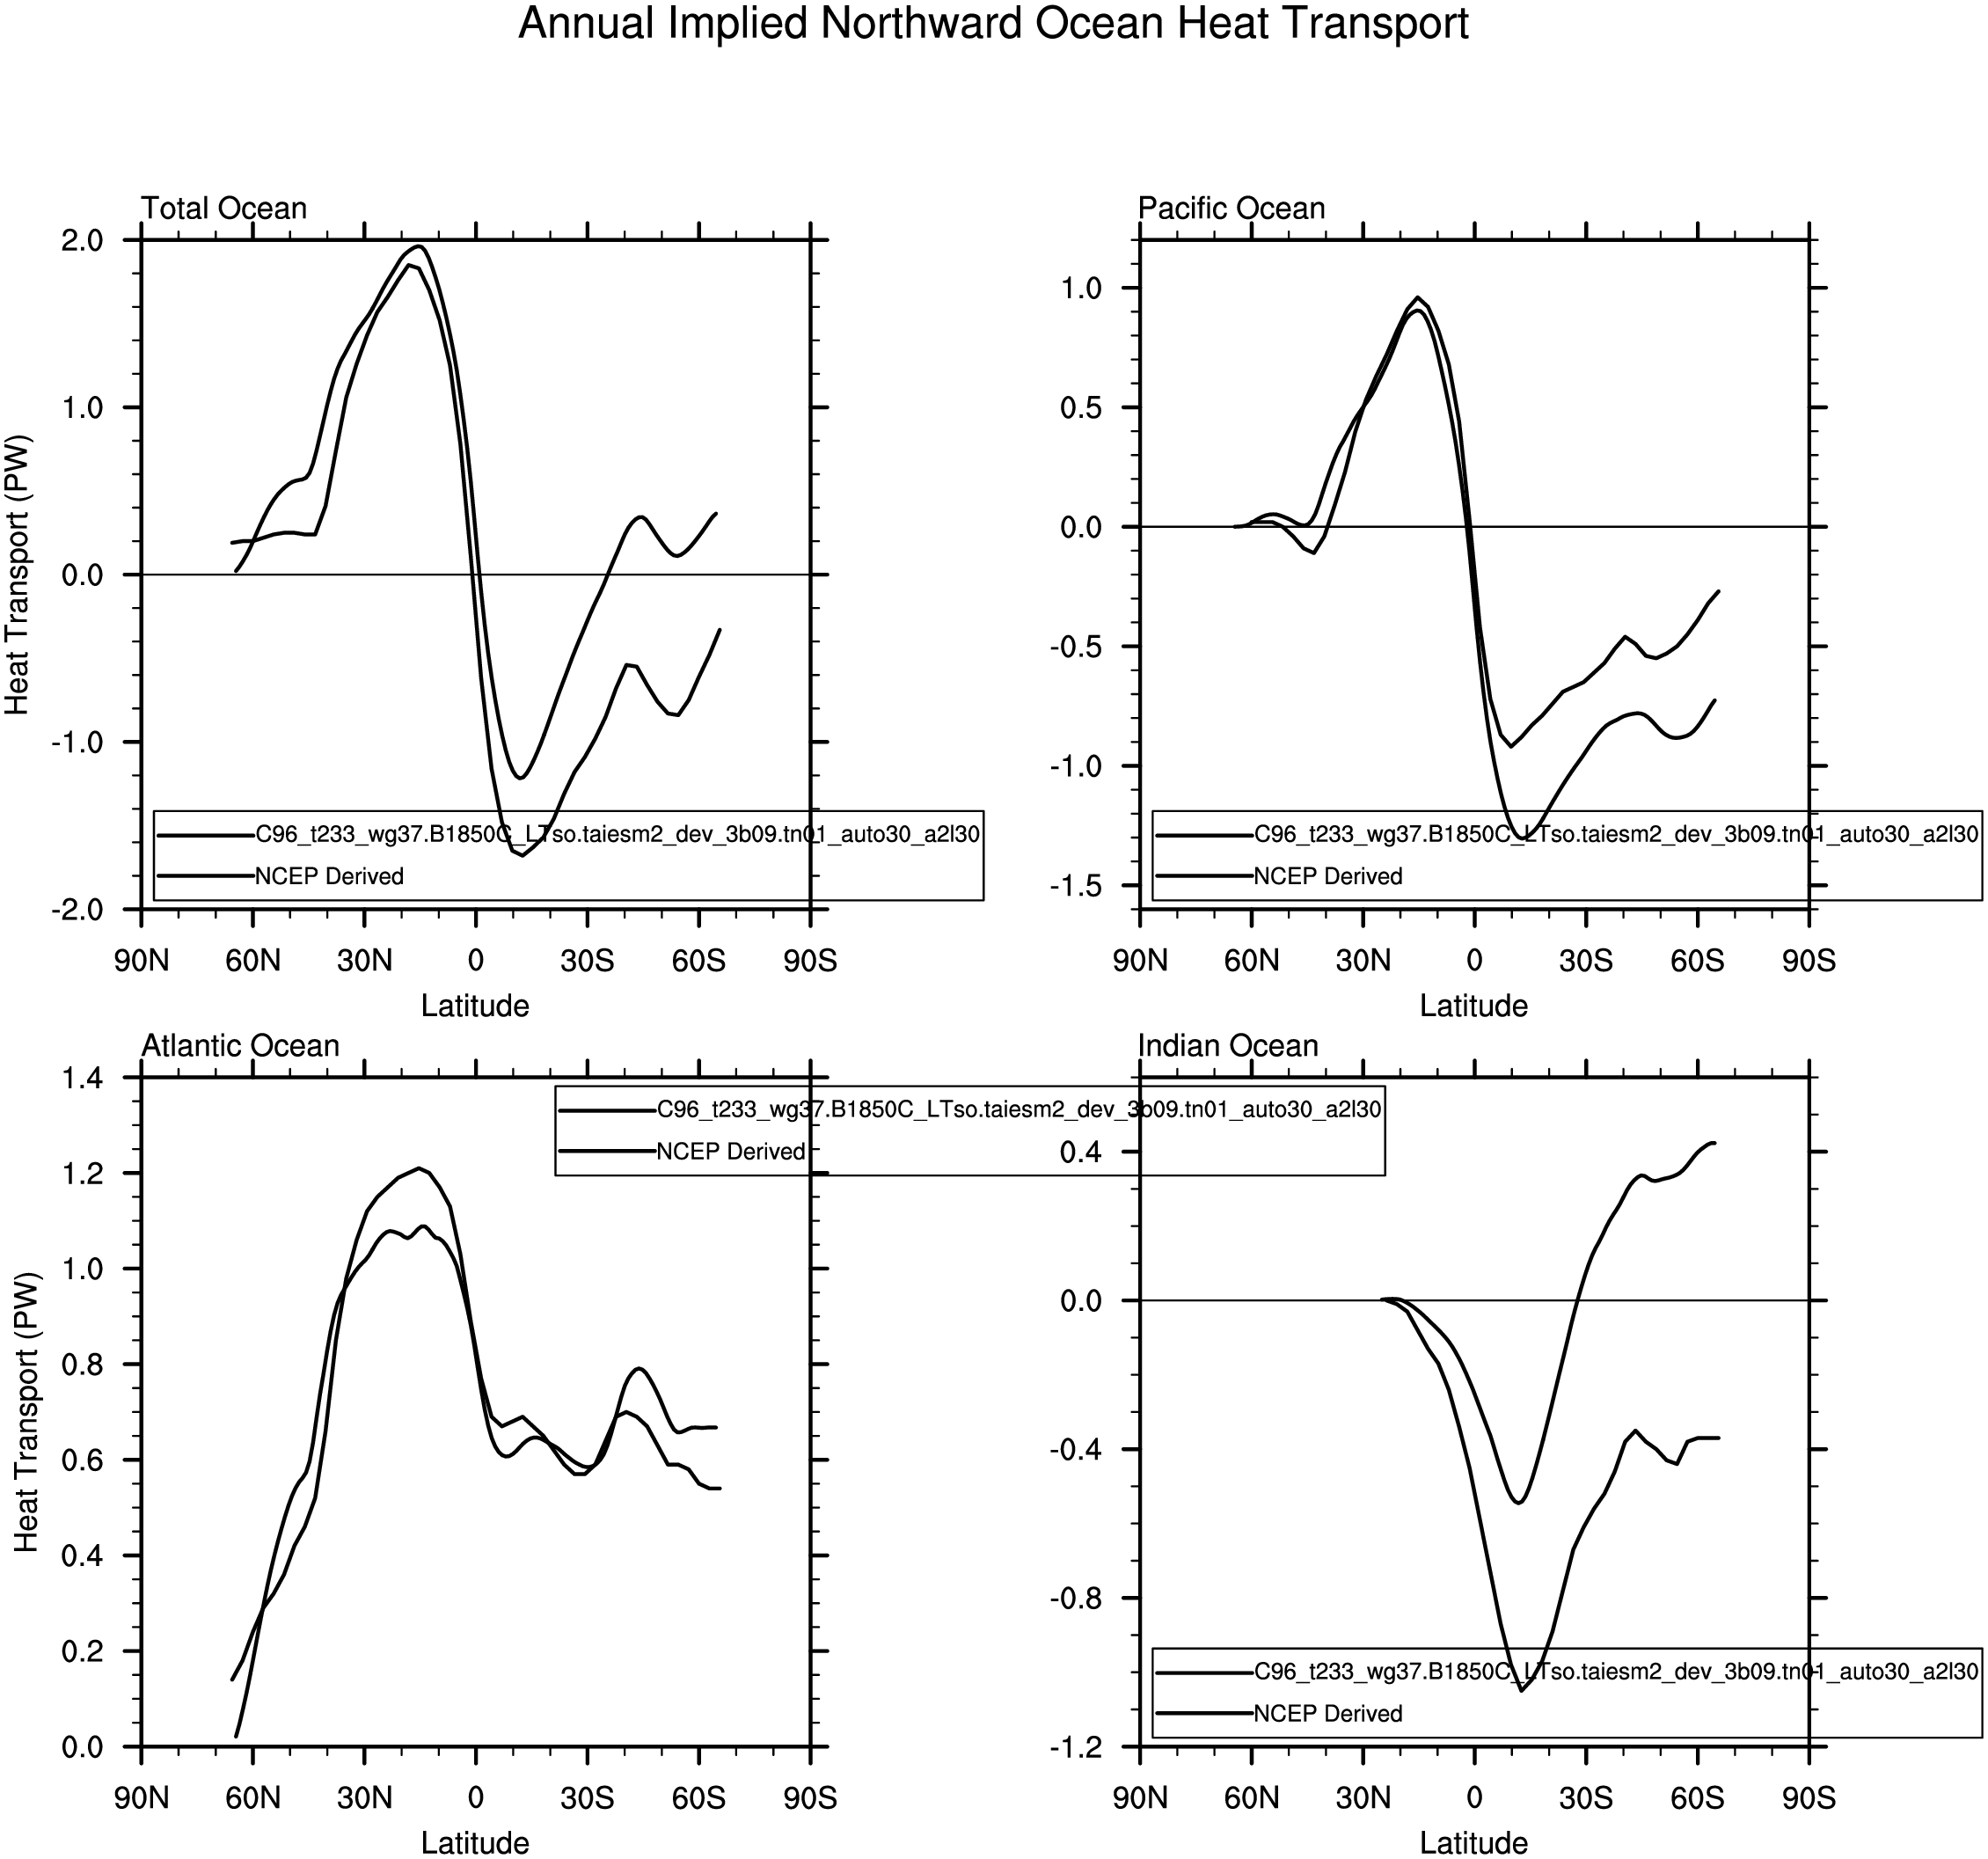 Annual Implied Northward Ocean Heat Transport
Total Ocean
Heat Transport (PW)
2.0
1.0
0.0
-1.0
-2.0
C96_t233_wg37.B1850C_LTso.taiesm2_dev_3b09.tn01_auto30_a2l30
NCEP Derived
90N 60N 30N 0 30S 60S 90S
Latitude
Pacific Ocean
1.0
0.5
0.0
-0.5
-1.0
-1.5
C96_t233_wg37.B1850C_LTso.taiesm2_dev_3b09.tn01_auto30_a2l30
NCEP Derived
90N 60N 30N 0 30S 60S 90S
Latitude
Atlantic Ocean
Heat Transport (PW)
1.4
1.2
1.0
0.8
0.6
0.4
0.2
0.0
C96_t233_wg37.B1850C_LTso.taiesm2_dev_3b09.tn01_auto30_a2l30
NCEP Derived
90N 60N 30N 0 30S 60S 90S
Latitude
Indian Ocean
0.4
0.0
-0.4
-0.8
-1.2
C96_t233_wg37.B1850C_LTso.taiesm2_dev_3b09.tn01_auto30_a2l30
NCEP Derived
90N 60N 30N 0 30S 60S 90S
Latitude